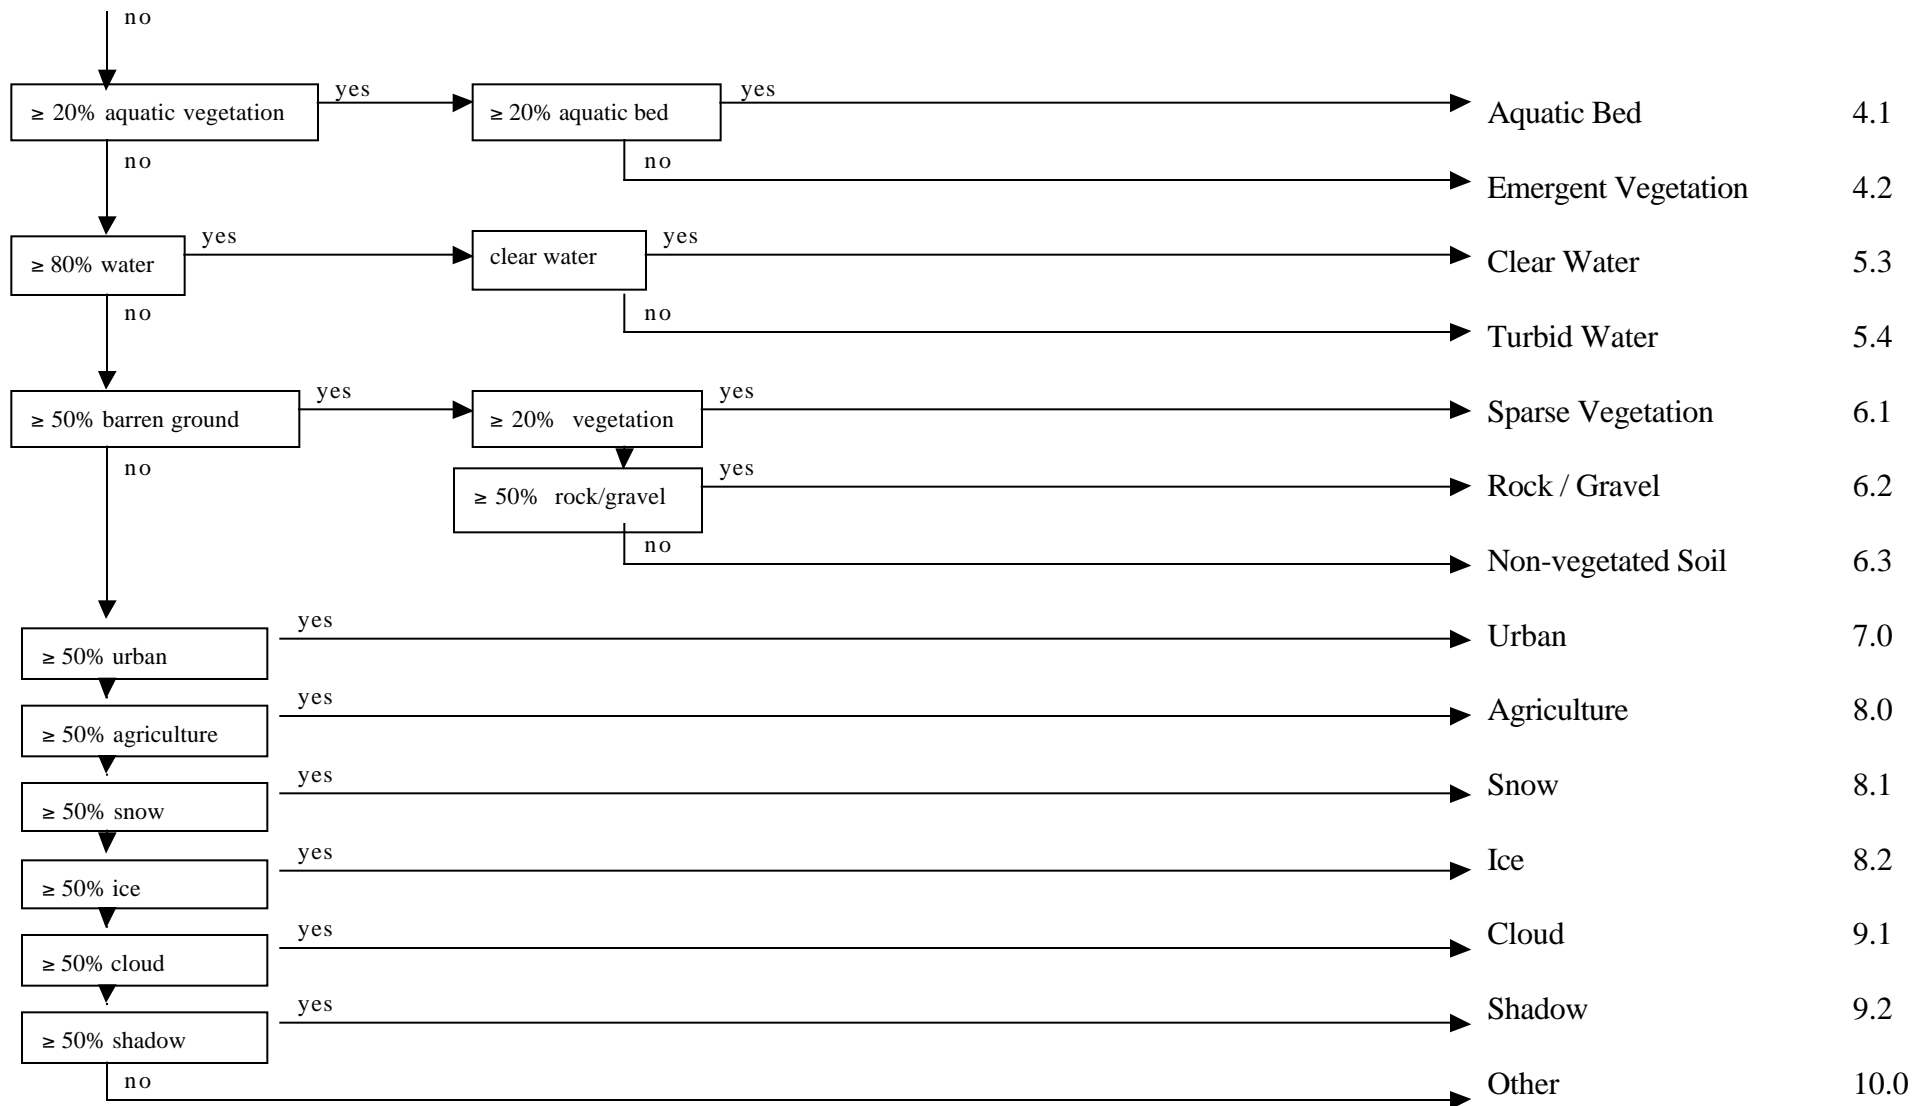 no
yes yes
≥ 20% aquatic vegetation ≥ 20% aquatic bed Aquatic Bed 4.1
no no
Emergent Vegetation 4.2
yes yes
≥ 80% water clear water Clear Water 5.3
no no
Turbid Water 5.4
yes yes
≥ 50% barren ground ≥ 20% vegetation Sparse Vegetation 6.1
no yes
≥ 50% rock/gravel Rock / Gravel 6.2
no
Non-vegetated Soil 6.3
yes
≥ 50% urban Urban 7.0
yes
≥ 50% agriculture Agriculture 8.0
yes
≥ 50% snow Snow 8.1
yes
≥ 50% ice Ice 8.2
yes
≥ 50% cloud Cloud 9.1
yes
≥ 50% shadow Shadow 9.2
no
Other 10.0